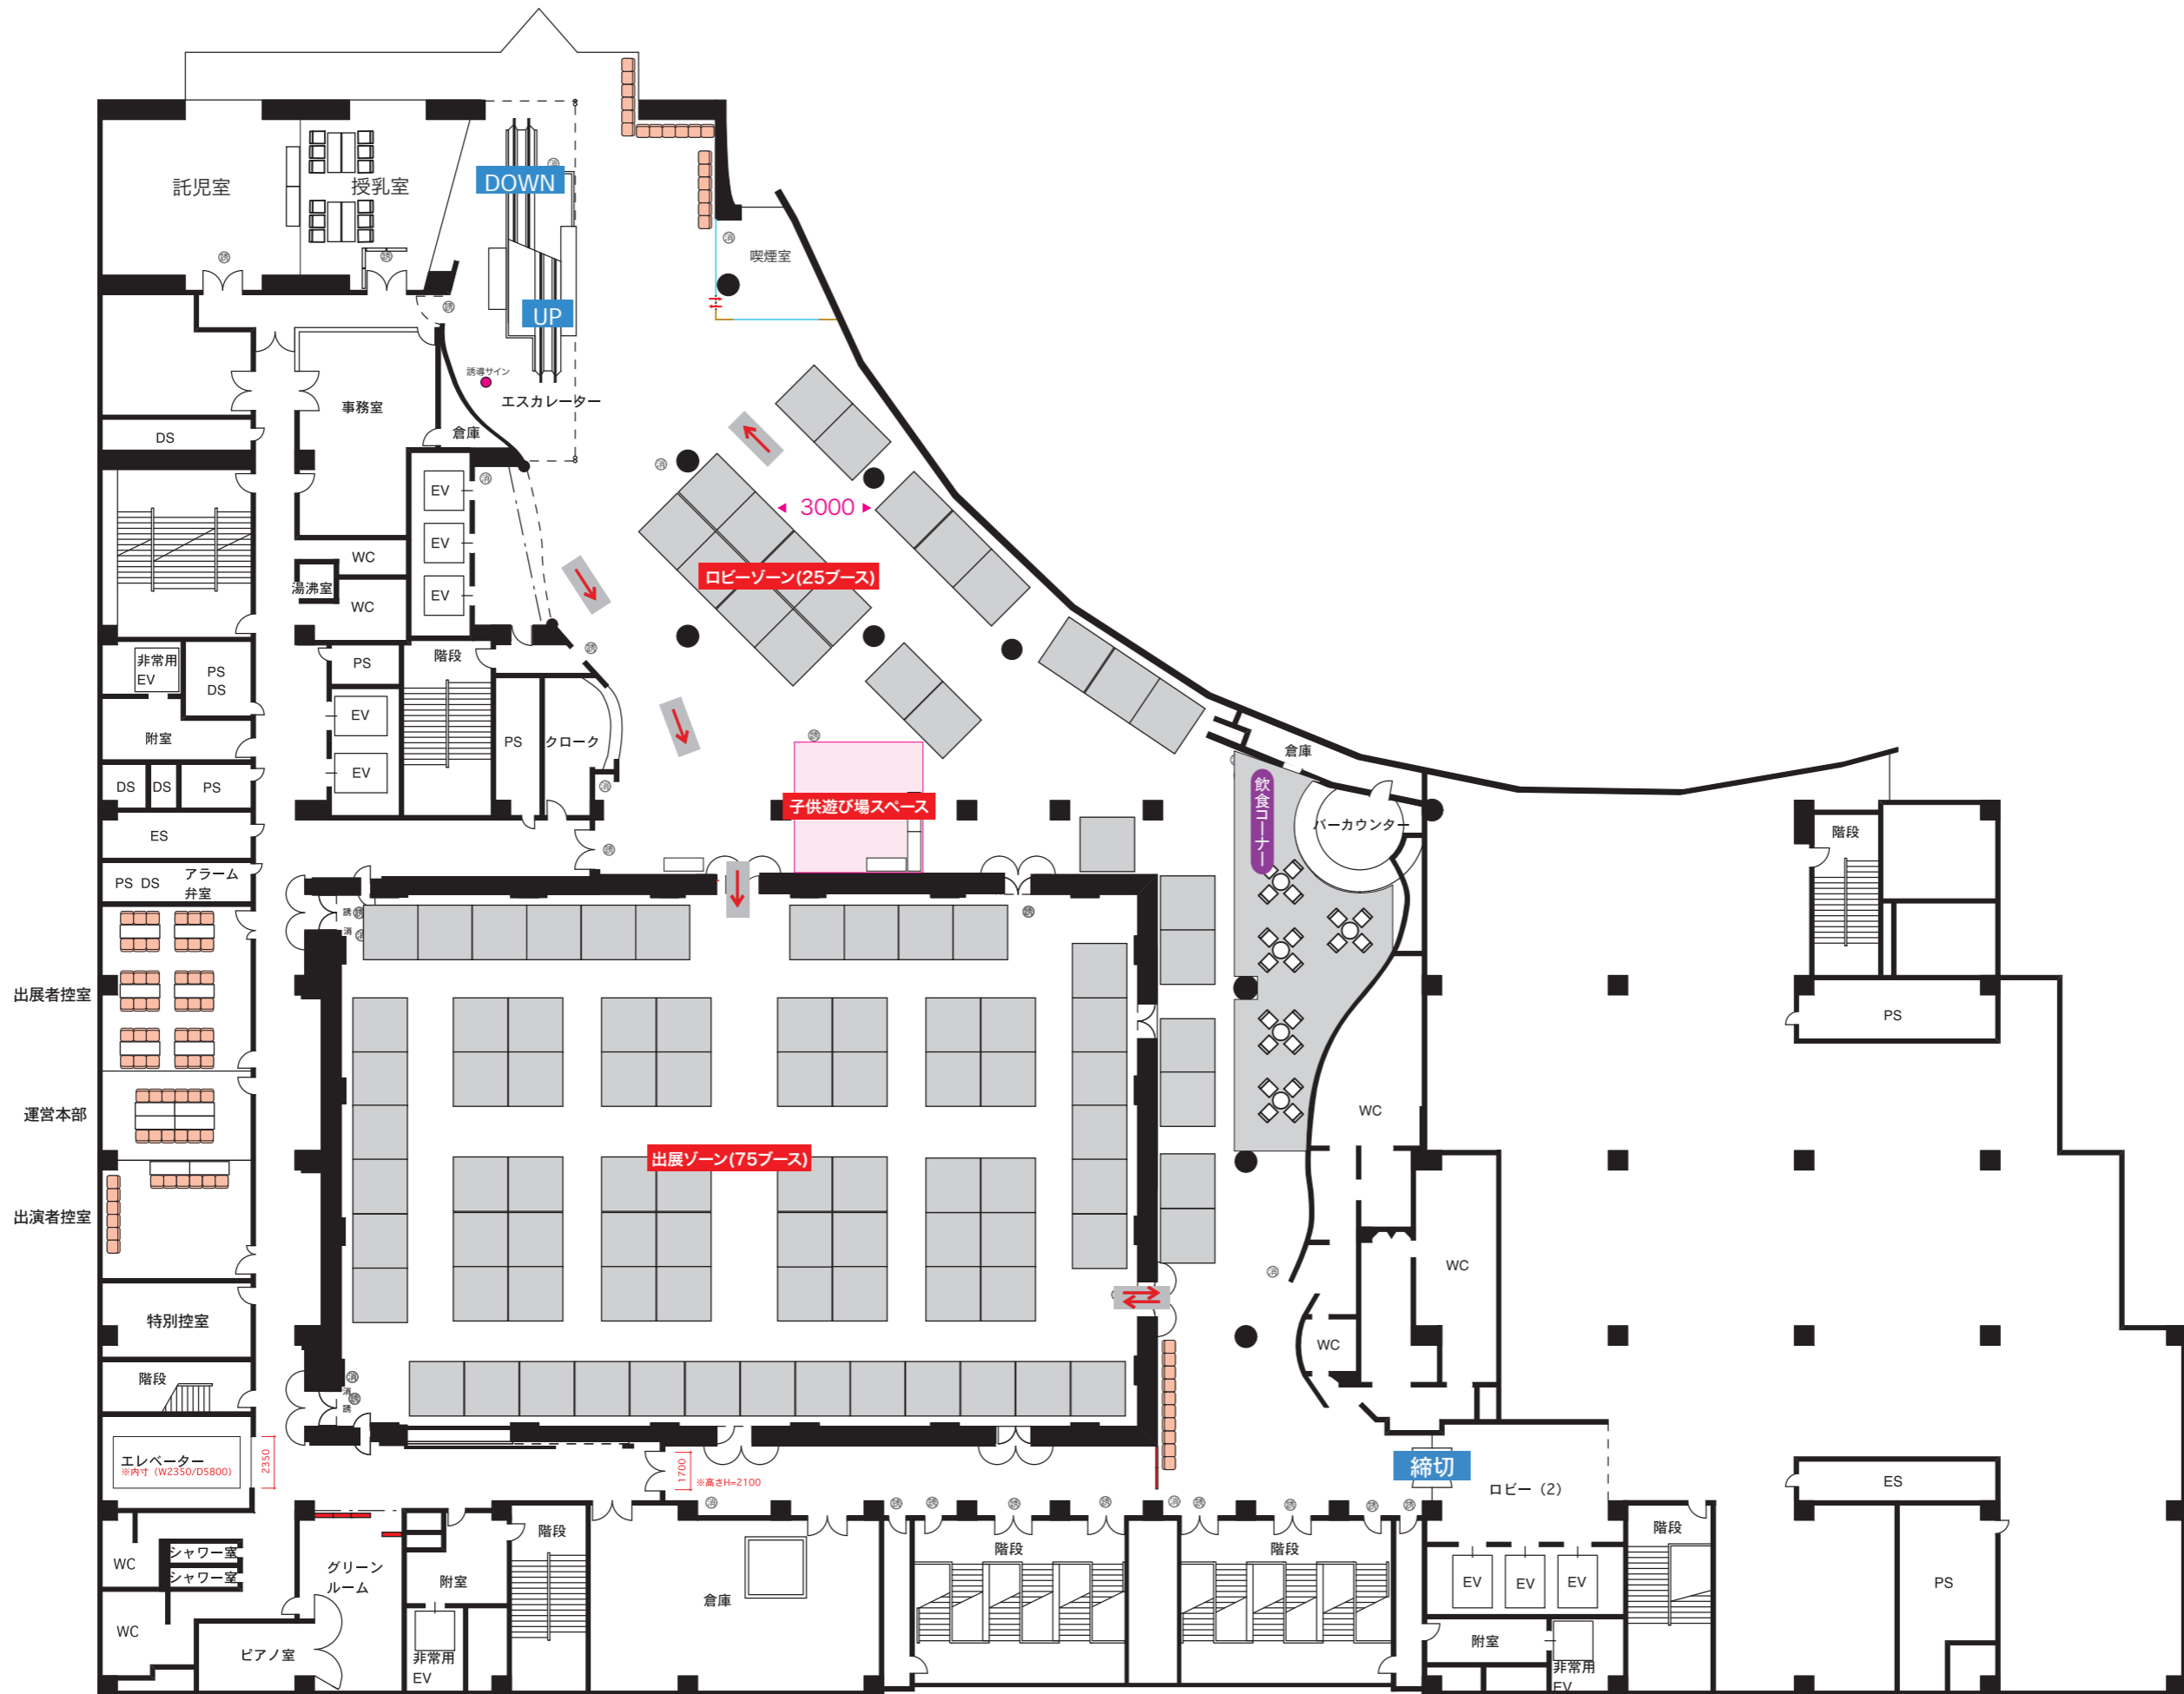 託児室
授乳室
DOWN
UP
喫煙室
誘導サイン
エスカレーター
事務室
倉庫
DS
EV
EV
EV
3000
WC
湯沸室
WC
ロビーゾーン(25ブース)
非常用
EV
PS
DS
PS
階段
EV
附室
PS
クローク
EV
DS
DS
PS
倉庫
飲食コーナー
子供遊び場スペース
バーカウンター
階段
ES
PS DS
アラーム
弁室
誘
消
出展者控室
PS
運営本部
WC
出展ゾーン(75ブース)
出演者控室
WC
特別控室
WC
階段
消
誘
エレベーター
※内寸（W2350/D5800）
2350
1700
※高さH=2100
締切
ロビー（2）
ES
階段
階段
階段
階段
WC
シャワー室
シャワー室
グリーン
ルーム
附室
倉庫
EV
EV
EV
PS
WC
ピアノ室
非常用
EV
附室
非常用
EV